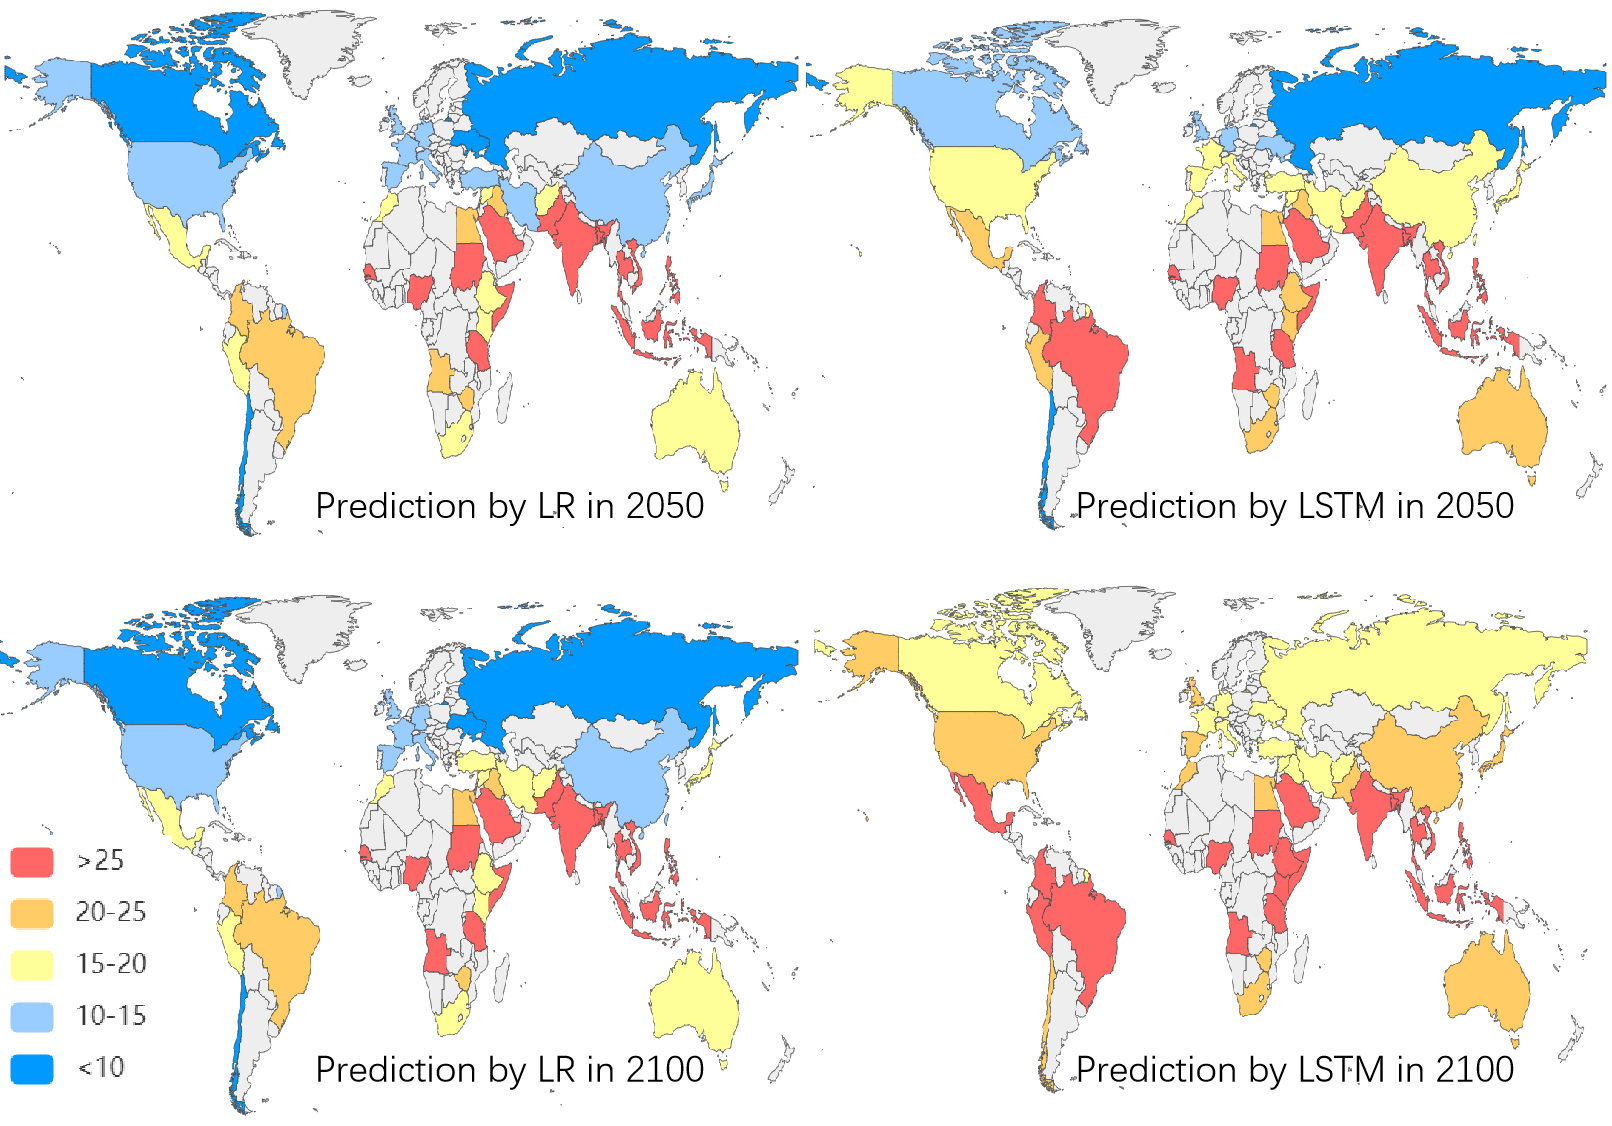 Prediction by LR in 2050
Prediction by LSTM in 2050
>25
20-25
15-20
10-15
<10
Prediction by LR in 2100
Prediction by LSTM in 2100